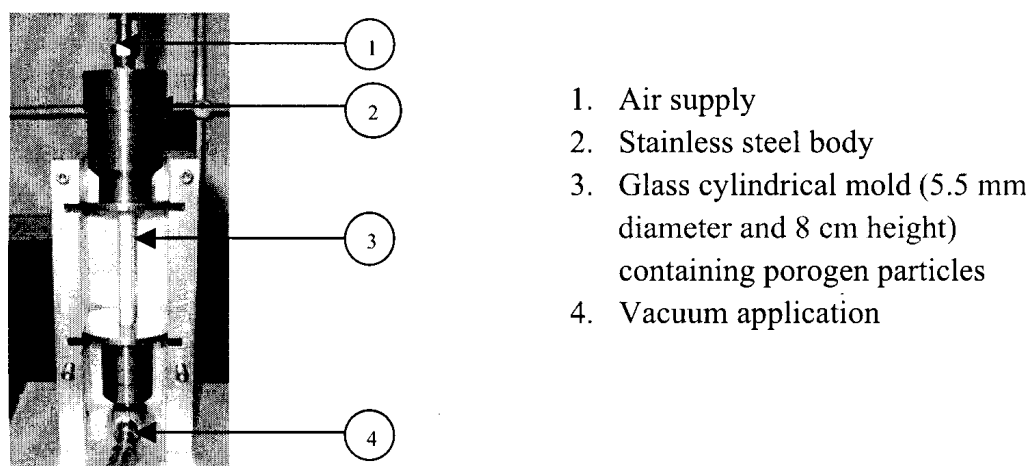 1
2
3
4
1. Air supply
2. Stainless steel body
3. Glass cylindrical mold (5.5 mm
diameter and 8 cm height)
containing porogen particles
4. Vacuum application